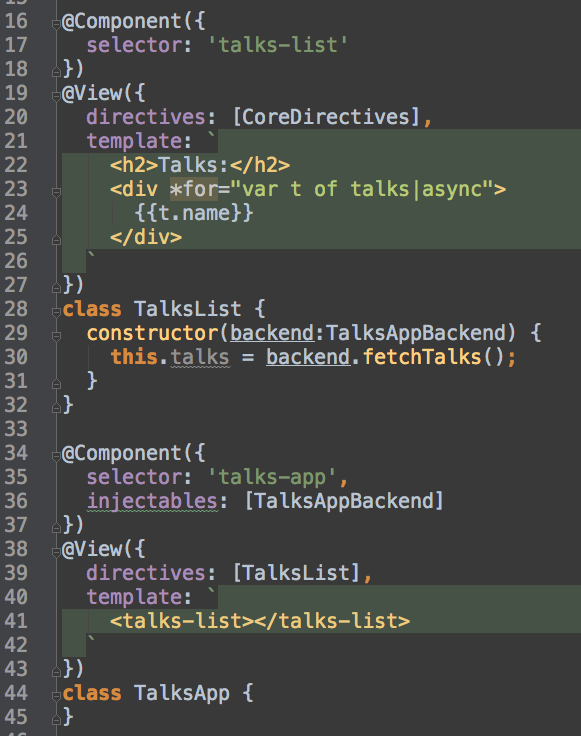 16 @Component({
17   selector: 'talks-list'
18 })
19 @View({
20   directives: [CoreDirectives],
21   template: `
22     <h2>Talks:</h2>
23     <div *for="var t of talks|async">
24       {{t.name}}
25     </div>
26   `
27 })
28 class TalksList {
29   constructor(backend:TalksAppBackend) {
30     this.talks = backend.fetchTalks();
31   }
32 }
33
34 @Component({
35   selector: 'talks-app',
36   injectables: [TalksAppBackend]
37 })
38 @View({
39   directives: [TalksList],
40   template: `
41     <talks-list></talks-list>
42   `
43 })
44 class TalksApp {
45 }